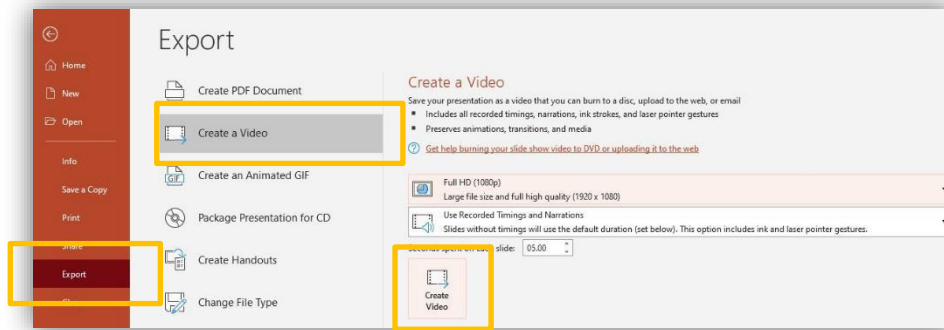 Home
New
Open
Info
Save a Copy
Print
Share
Export
Export
Create PDF Document
Create a Video
Create an Animated GIF
GIF
Package Presentation for CD
Create Handouts
Change File Type
Create a Video
Save your presentation as a video that you can burn to a disc, upload to the web, or email
Includes all recorded timings, narrations, ink strokes, and laser pointer gestures
Preserves animations, transitions, and media
Get help burning your slide show video to DVD or uploading it to the web
Full HD (1080p)
Large file size and full high quality (1920 x 1080)
Use Recorded Timings and Narrations
Slides without timings will use the default duration (set below). This option includes ink and laser pointer gestures.
Seconds spent on each slide: 05.00
Create
Video